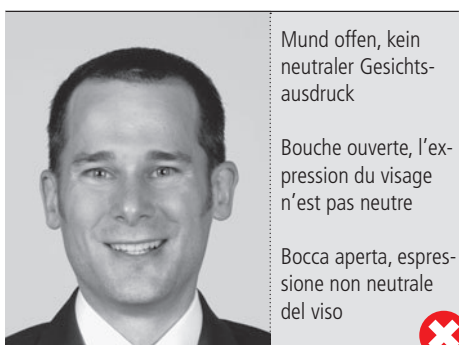 Mund offen, kein
neutraler Gesichts-
ausdruck
Bouche ouverte, l'ex-
pression du visage
n'est pas neutre
Bocca aperta, espres-
sione non neutrale
del viso